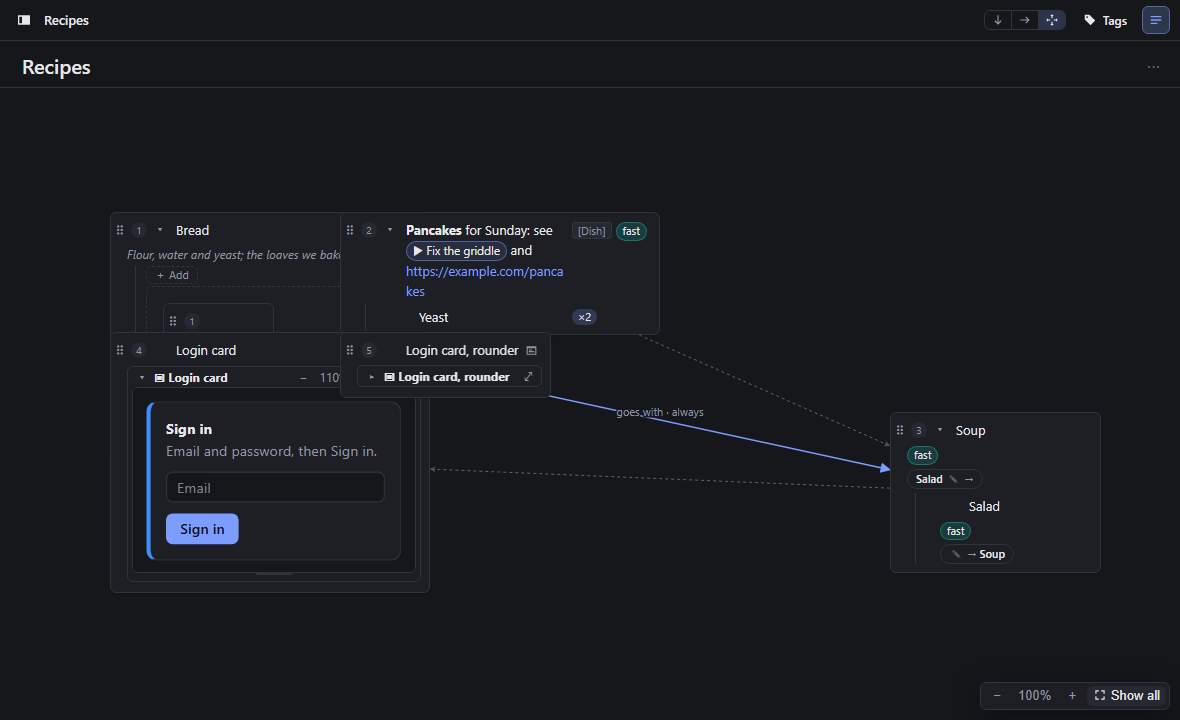 Recipes
Tags
Recipes
1 Bread
Flour, water and yeast; the loaves we bak
+ Add
1
2 Pancakes for Sunday: see [Dish] fast
Fix the griddle and
https://example.com/panca
kes
Yeast ×2
4 Login card
Login card – 110
Sign in
Email and password, then Sign in.
Email
Sign in
5 Login card, rounder
Login card, rounder
goes with · always
3 Soup
fast
Salad →
Salad
fast
→ Soup
− 100% + Show all